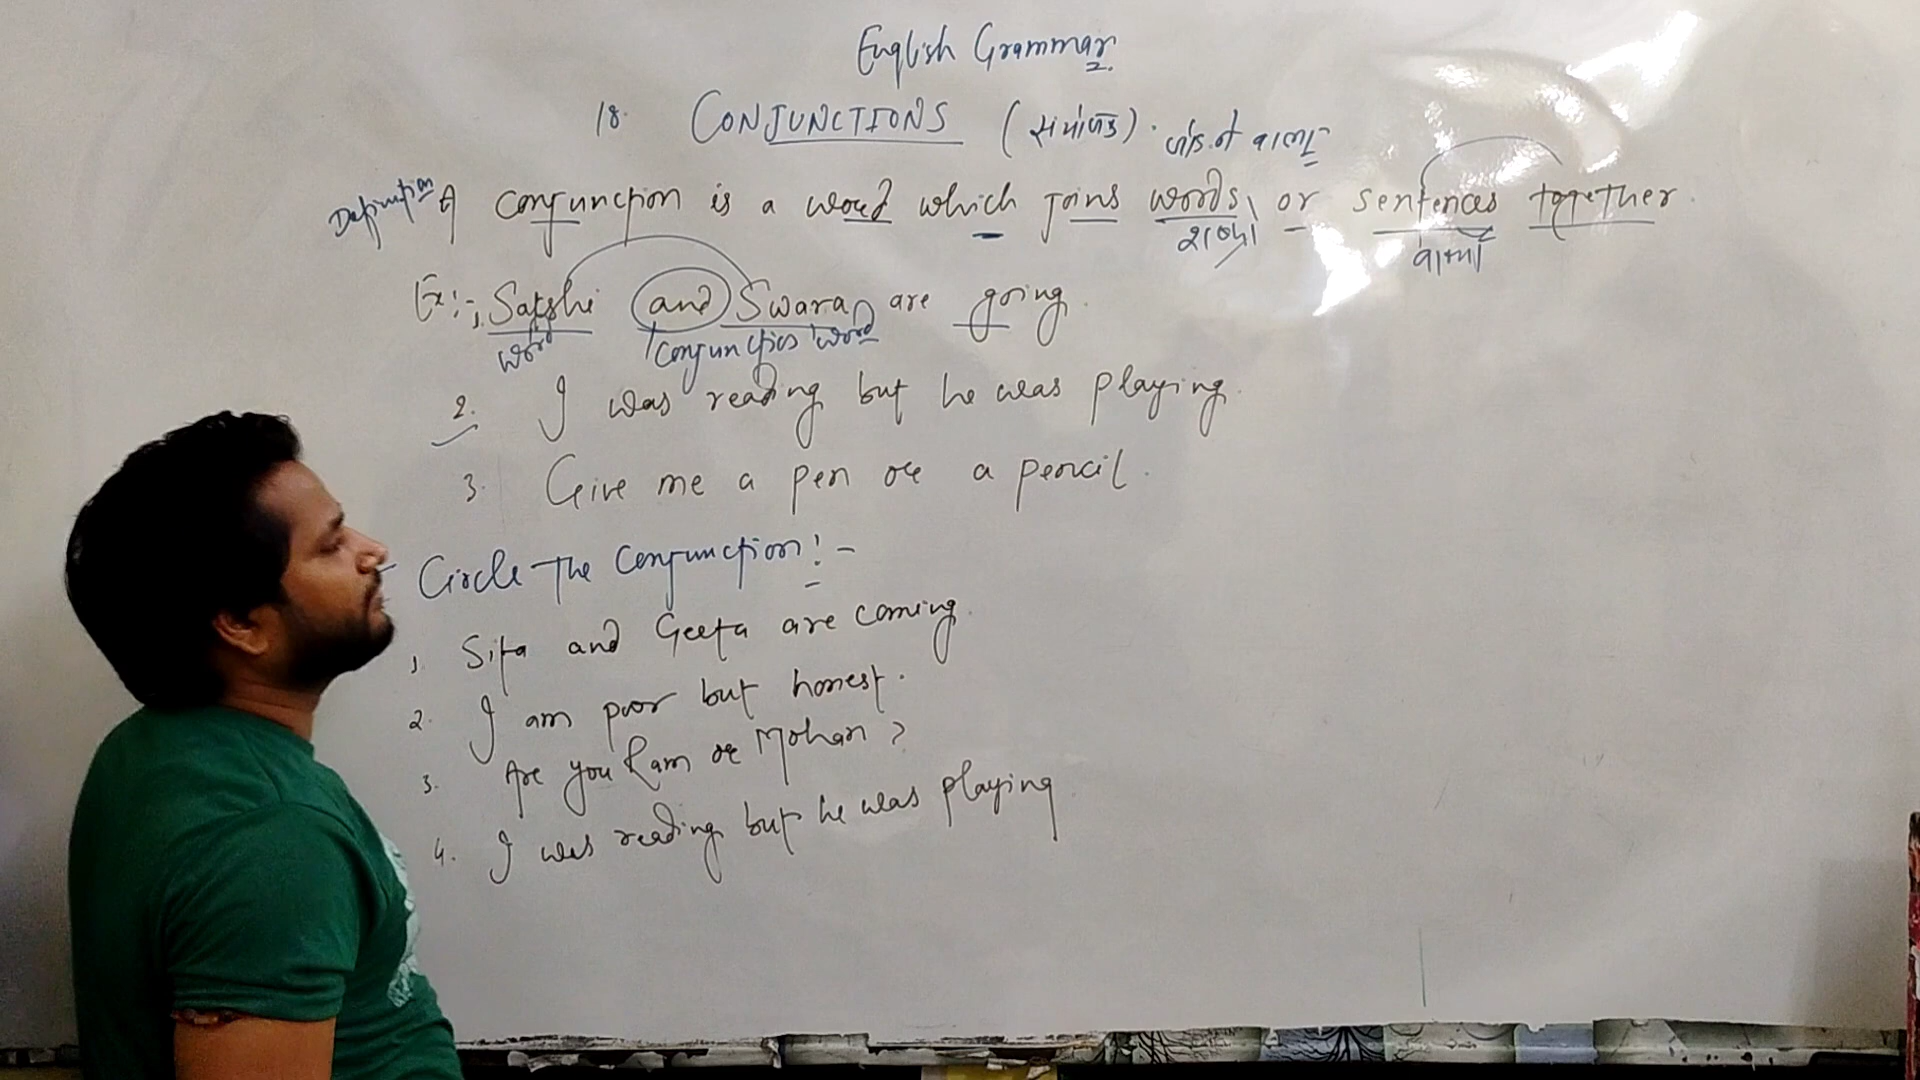 English Grammar
18. CONJUNCTIONS (संयोजक). जोड़ने वाला
Definition A conjunction is a word which joins words or sentences together.
शब्दों वाक्यों
Ex:- 1. Sakshi and Swara are going.
word conjunctions word
2. I was reading but he was playing.
3. Give me a pen or a pencil.
Circle The Conjunction:-
1. Sita and Geeta are coming.
2. I am poor but honest.
3. Are you Ram or Mohan?
4. I was reading but he was playing